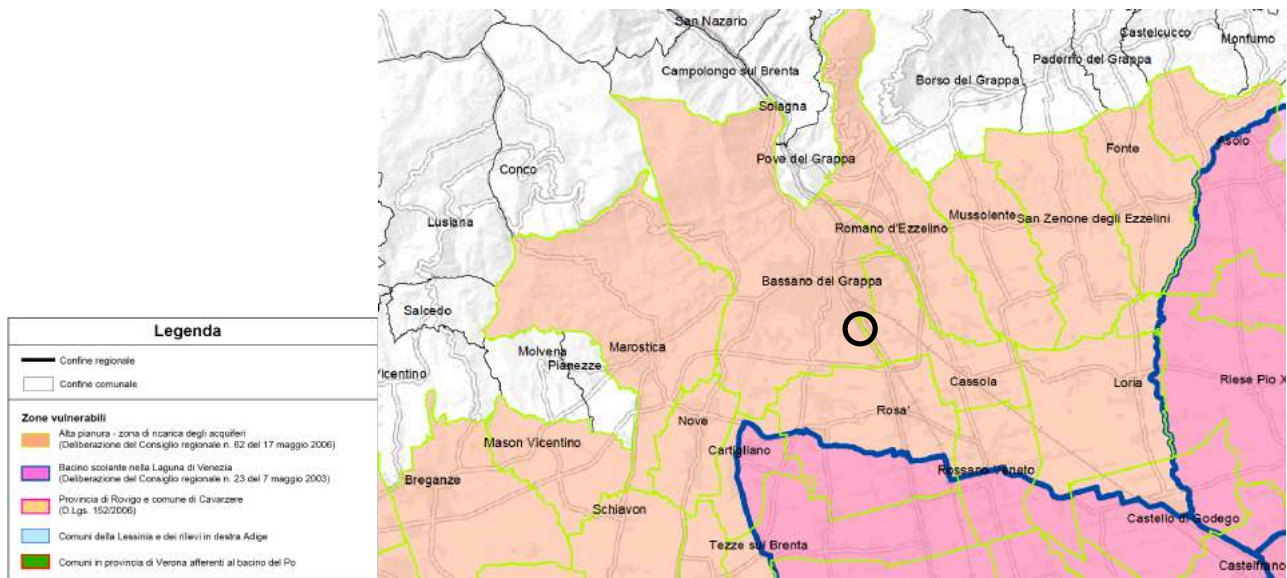 Legenda
Confine regionale
Confine comunale
Zone vulnerabili
Alta pianura - zona di ricarica degli acquiferi
(Deliberazione del Consiglio regionale n. 62 del 17 maggio 2006)
Bacino scolante nella Laguna di Venezia
(Deliberazione del Consiglio regionale n. 23 del 7 maggio 2003)
Provincia di Rovigo e comune di Cavarzere
(D.Lgs. 152/2006)
Comuni della Lessinia e dei rilievi in destra Adige
Comuni in provincia di Verona afferenti al bacino del Po
San Nazario
Castelcucco
Monfumo
Paderno del Grappa
Campolongo sul Brenta
Borso del Grappa
Solagna
Asolo
Fonte
Pove del Grappa
Conco
Mussolente
San Zenone degli Ezzelini
Lusiana
Romano d'Ezzelino
Bassano del Grappa
Salcedo
Marostica
Molvena
Pianezze
Vicentino
Cassola
Loria
Riese Pio X
Rosa'
Nove
Mason Vicentino
Cartigliano
Rossano Veneto
Breganze
Schiavon
Castello di Godego
Tezze sul Brenta
Castelfran